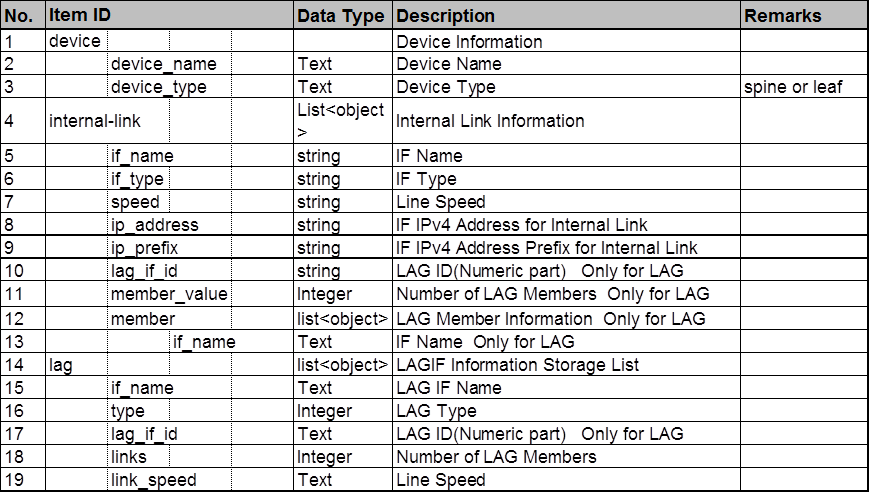 No. Item ID Data Type Description Remarks
1 device Device Information
2 device_name Text Device Name
3 device_type Text Device Type spine or leaf
4 internal-link List<object
> Internal Link Information
5 if_name string IF Name
6 if_type string IF Type
7 speed string Line Speed
8 ip_address string IF IPv4 Address for Internal Link
9 ip_prefix string IF IPv4 Address Prefix for Internal Link
10 lag_if_id string LAG ID(Numeric part) Only for LAG
11 member_value Integer Number of LAG Members Only for LAG
12 member list<object> LAG Member Information Only for LAG
13 if_name Text IF Name Only for LAG
14 lag list<object> LAGIF Information Storage List
15 if_name Text LAG IF Name
16 type Integer LAG Type
17 lag_if_id Text LAG ID(Numeric part) Only for LAG
18 links Integer Number of LAG Members
19 link_speed Text Line Speed